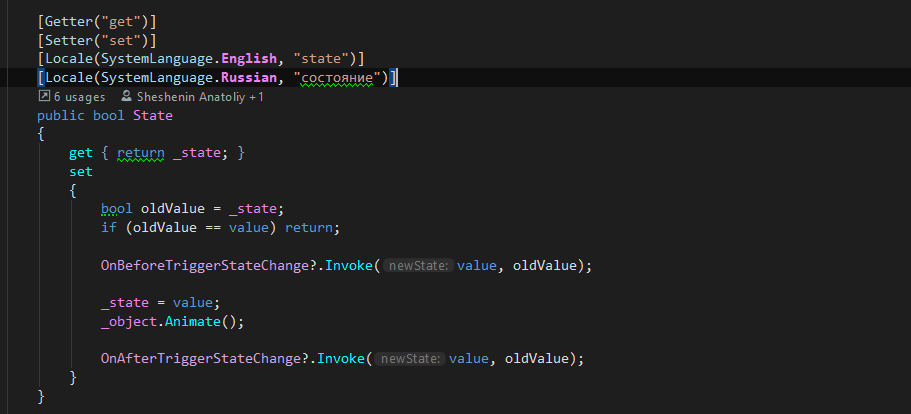 [Getter("get")]
[Setter("set")]
[Locale(SystemLanguage.English, "state")]
[Locale(SystemLanguage.Russian, "состояние")]
6 usages Sheshenin Anatoliy +1
public bool State
{
get { return _state; }
set
{
bool oldValue = _state;
if (oldValue == value) return;
OnBeforeTriggerStateChange?.Invoke( newState: value, oldValue);
_state = value;
_object.Animate();
OnAfterTriggerStateChange?.Invoke( newState: value, oldValue);
}
}